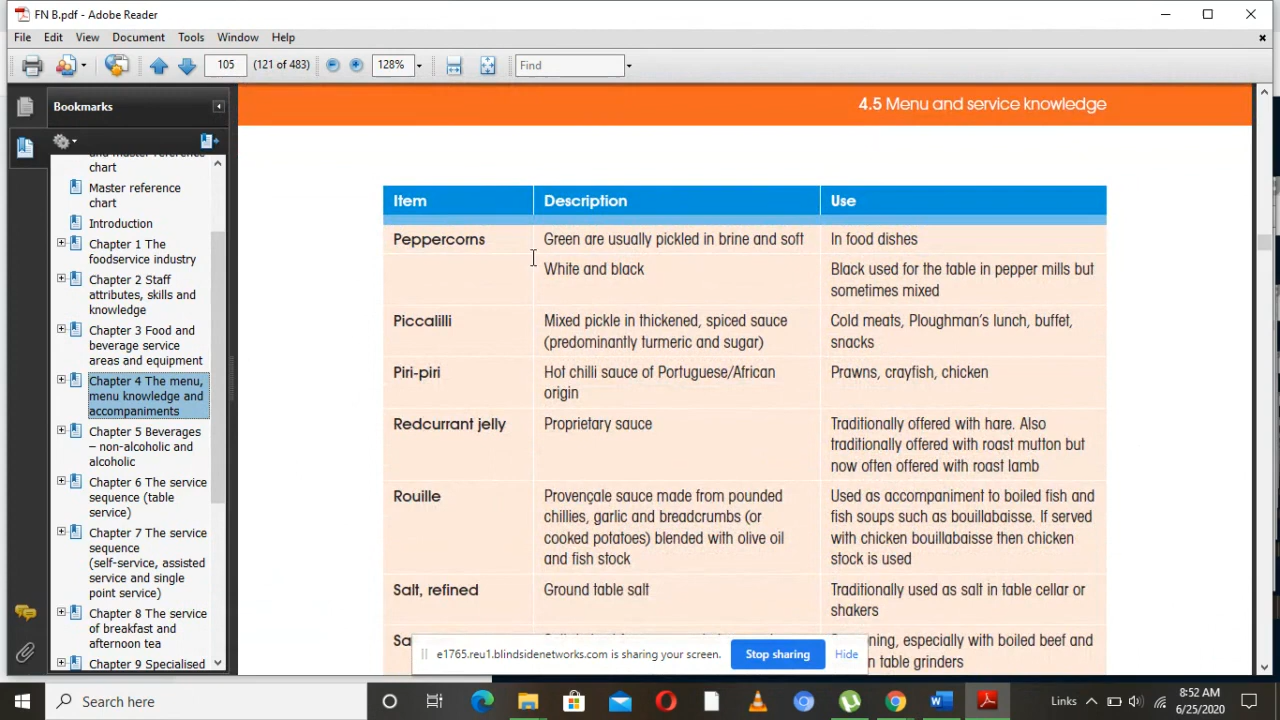 FN B.pdf - Adobe Reader
File Edit View Document Tools Window Help
105 (121 of 483) 128% Find
Bookmarks
and master reference
chart
Master reference
chart
Introduction
Chapter 1 The
foodservice industry
Chapter 2 Staff
attributes, skills and
knowledge
Chapter 3 Food and
beverage service
areas and equipment
Chapter 4 The menu,
menu knowledge and
accompaniments
Chapter 5 Beverages
– non-alcoholic and
alcoholic
Chapter 6 The service
sequence (table
service)
Chapter 7 The service
sequence
(self-service, assisted
service and single
point service)
Chapter 8 The service
of breakfast and
afternoon tea
Chapter 9 Specialised
4.5 Menu and service knowledge
Item Description Use
Peppercorns Green are usually pickled in brine and soft In food dishes
White and black Black used for the table in pepper mills but
sometimes mixed
Piccalilli Mixed pickle in thickened, spiced sauce Cold meats, Ploughman's lunch, buffet,
(predominantly turmeric and sugar) snacks
Piri-piri Hot chilli sauce of Portuguese/African Prawns, crayfish, chicken
origin
Redcurrant jelly Proprietary sauce Traditionally offered with hare. Also
traditionally offered with roast mutton but
now often offered with roast lamb
Rouille Provençale sauce made from pounded Used as accompaniment to boiled fish and
chillies, garlic and breadcrumbs (or fish soups such as bouillabaisse. If served
cooked potatoes) blended with olive oil with chicken bouillabaisse then chicken
and fish stock stock is used
Salt, refined Ground table salt Traditionally used as salt in table cellar or
shakers
especially with boiled beef and
table grinders
e1765.reu1.blindsidenetworks.com is sharing your screen. Stop sharing Hide
Search here Links 8:52 AM
6/25/2020